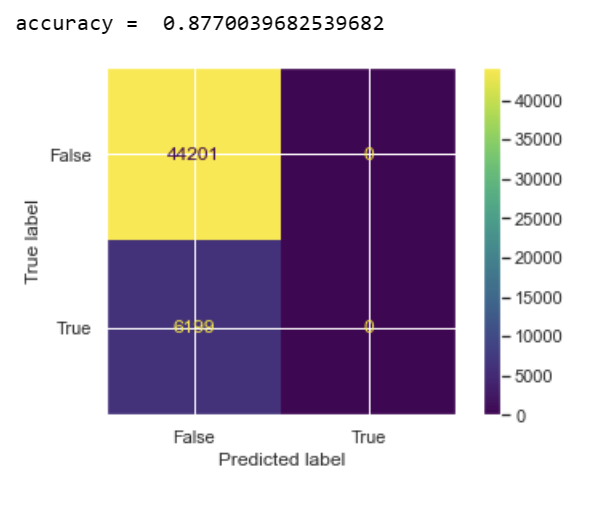 accuracy =  0.8770039682539682
False
44201
0
True
6199
0
False
True
Predicted label
True label
40000
35000
30000
25000
20000
15000
10000
5000
0